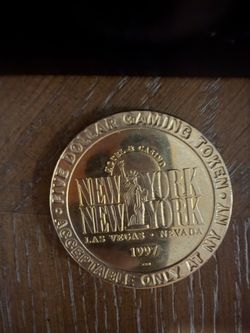 FIVE DOLLAR GAMING TOKEN
HOTEL & CASINO
NEW YORK
NEW YORK
LAS VEGAS • NEVADA
1997
ACCEPTABLE ONLY AT NY NY